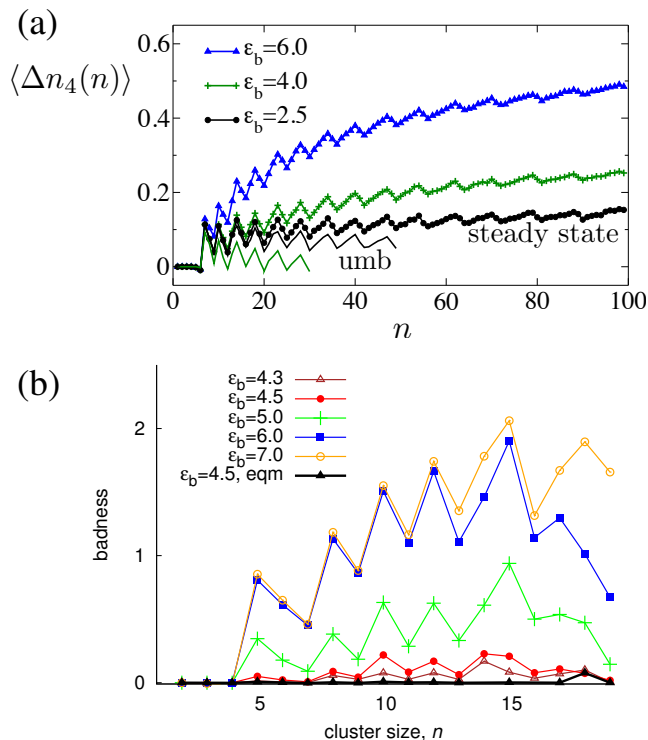 (a)
0.6
⟨Δn₄(n)⟩
ε_b=6.0
ε_b=4.0
ε_b=2.5
0.4
0.2
0
steady state
umb
0 20 40 60 80 100
n
(b)
ε_b=4.3
ε_b=4.5
ε_b=5.0
ε_b=6.0
ε_b=7.0
ε_b=4.5, eqm
2
badness
1
0
5 10 15
cluster size, n